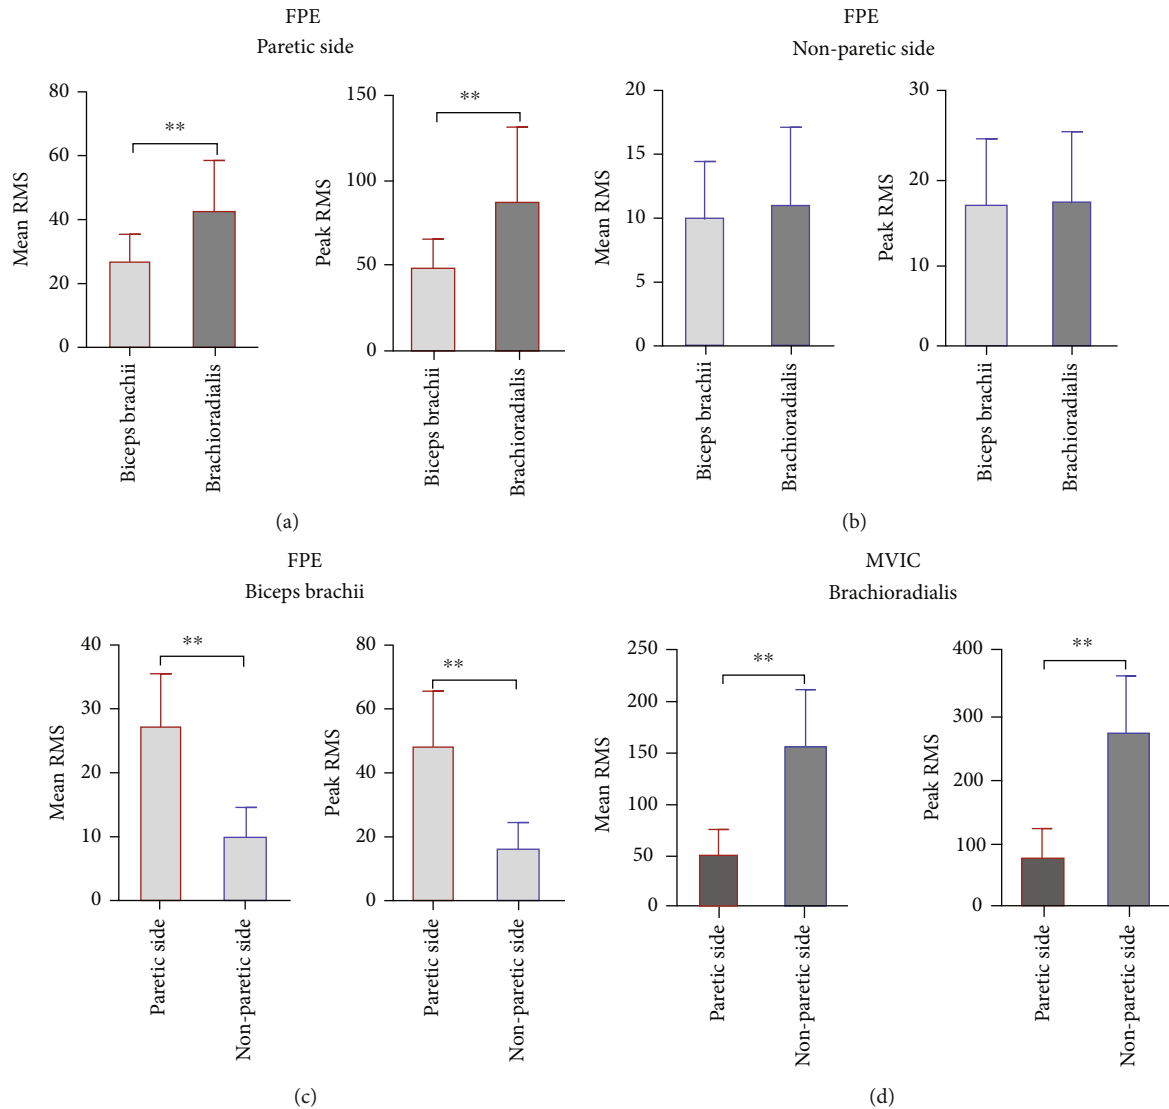 FPE
Paretic side
Mean RMS
80
60
40
20
0
**
Biceps brachii
Brachioradialis
Peak RMS
150
100
50
0
**
Biceps brachii
Brachioradialis
(a)
FPE
Non-paretic side
Mean RMS
20
15
10
5
0
Biceps brachii
Brachioradialis
Peak RMS
30
20
10
0
Biceps brachii
Brachioradialis
(b)
FPE
Biceps brachii
Mean RMS
40
30
20
10
0
**
Paretic side
Non-paretic side
Peak RMS
80
60
40
20
0
**
Paretic side
Non-paretic side
(c)
MVIC
Brachioradialis
Mean RMS
250
200
150
100
50
0
**
Paretic side
Non-paretic side
Peak RMS
400
300
200
100
0
**
Paretic side
Non-paretic side
(d)